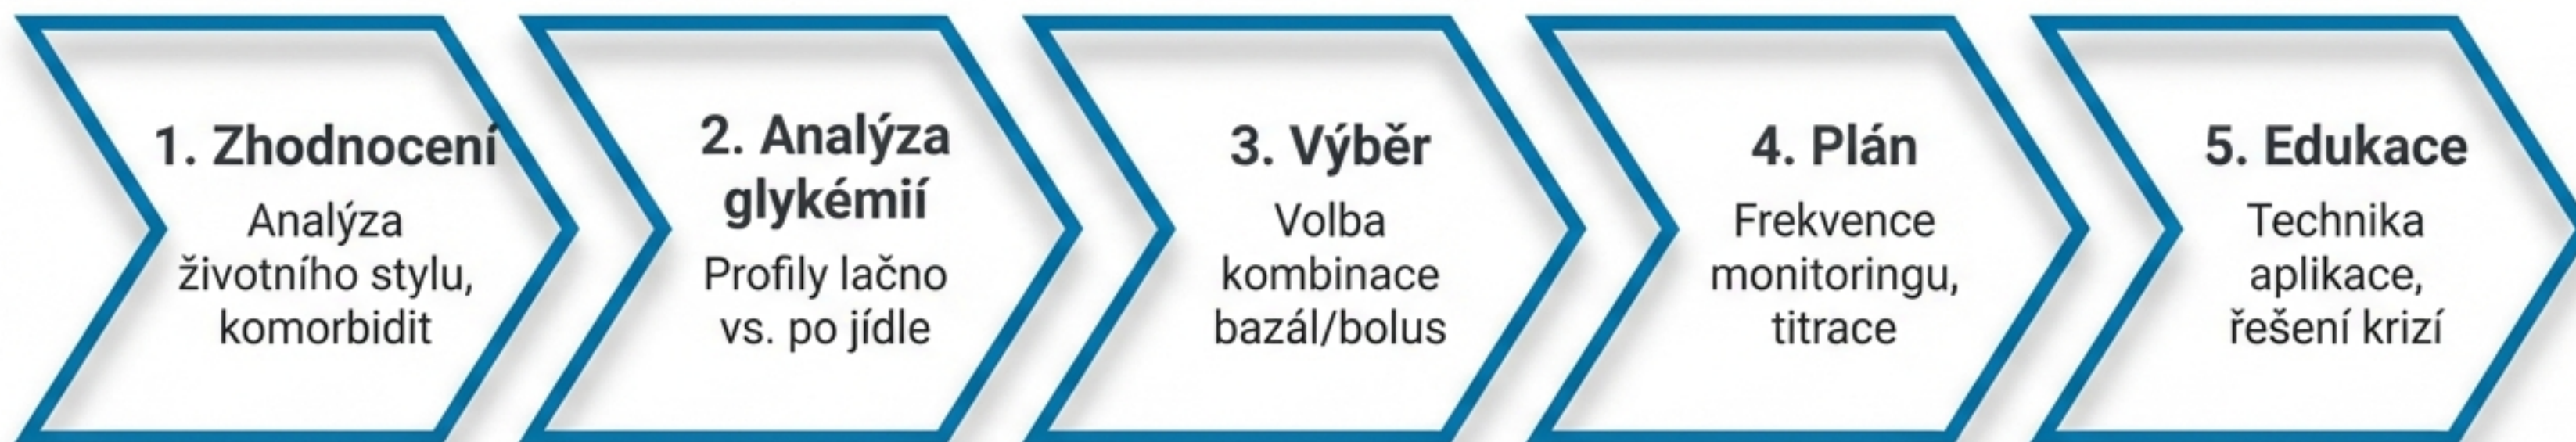 1. Zhodnocení
Analýza
životního stylu,
komorbidit
2. Analýza
glykémií
Profily lačno
vs. po jídle
3. Výběr
Volba
kombinace
bazál/bolus
4. Plán
Frekvence
monitoringu,
titrace
5. Edukace
Technika
aplikace,
řešení krizí